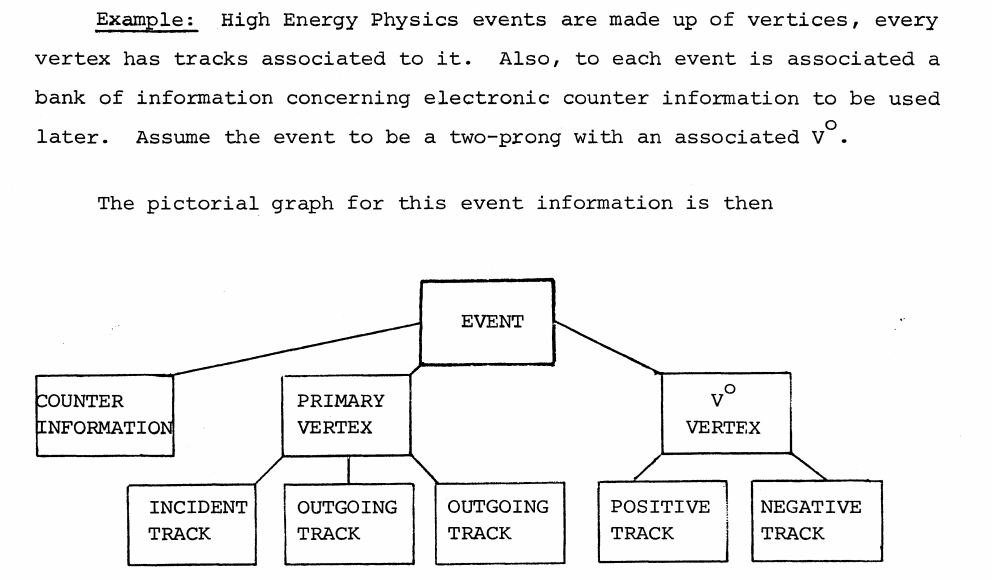 Example: High Energy Physics events are made up of vertices, every
vertex has tracks associated to it. Also, to each event is associated a
bank of information concerning electronic counter information to be used
later. Assume the event to be a two-prong with an associated V°.
The pictorial graph for this event information is then
EVENT
COUNTER
INFORMATION
PRIMARY
VERTEX
V°
VERTEX
INCIDENT
TRACK
OUTGOING
TRACK
OUTGOING
TRACK
POSITIVE
TRACK
NEGATIVE
TRACK